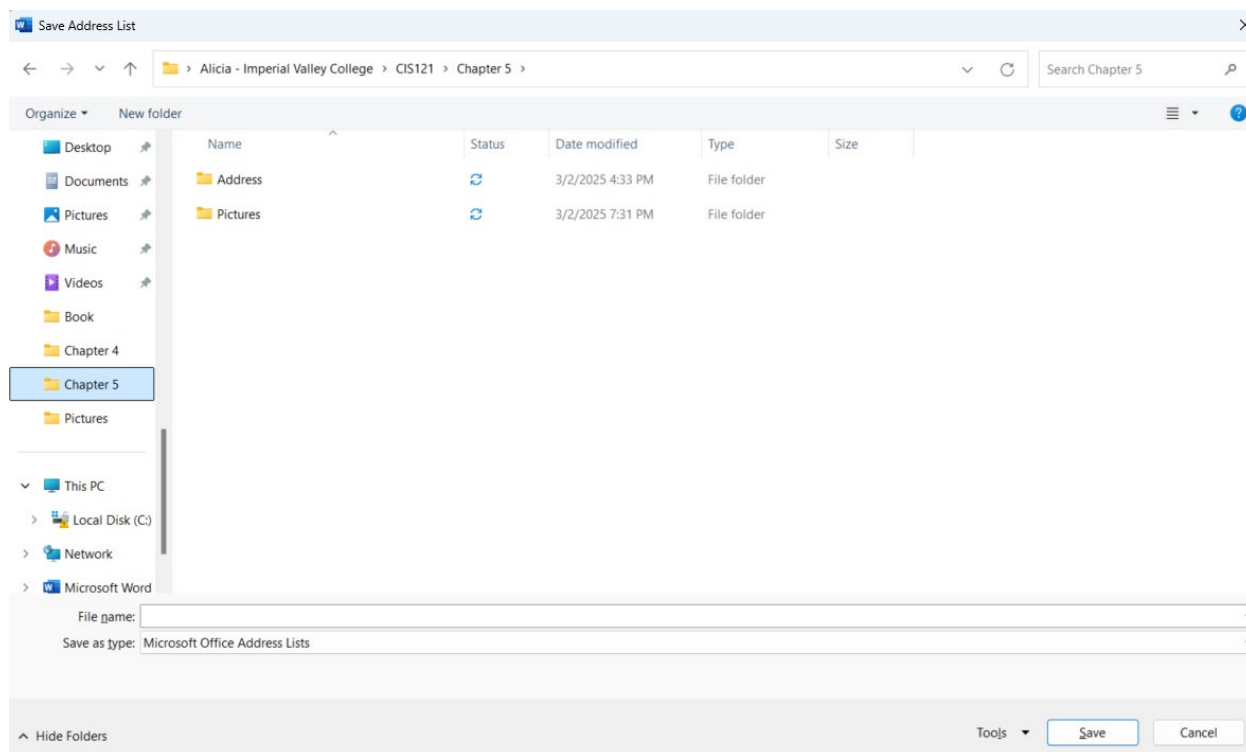 Save Address List
Alicia - Imperial Valley College > CIS121 > Chapter 5 >
Search Chapter 5
Organize
New folder
Name Status Date modified Type Size
Desktop
Documents
Pictures
Music
Videos
Book
Chapter 4
Chapter 5
Pictures
This PC
Local Disk (C:)
Network
Microsoft Word
Address 3/2/2025 4:33 PM File folder
Pictures 3/2/2025 7:31 PM File folder
File name:
Save as type: Microsoft Office Address Lists
Hide Folders
Tools
Save
Cancel